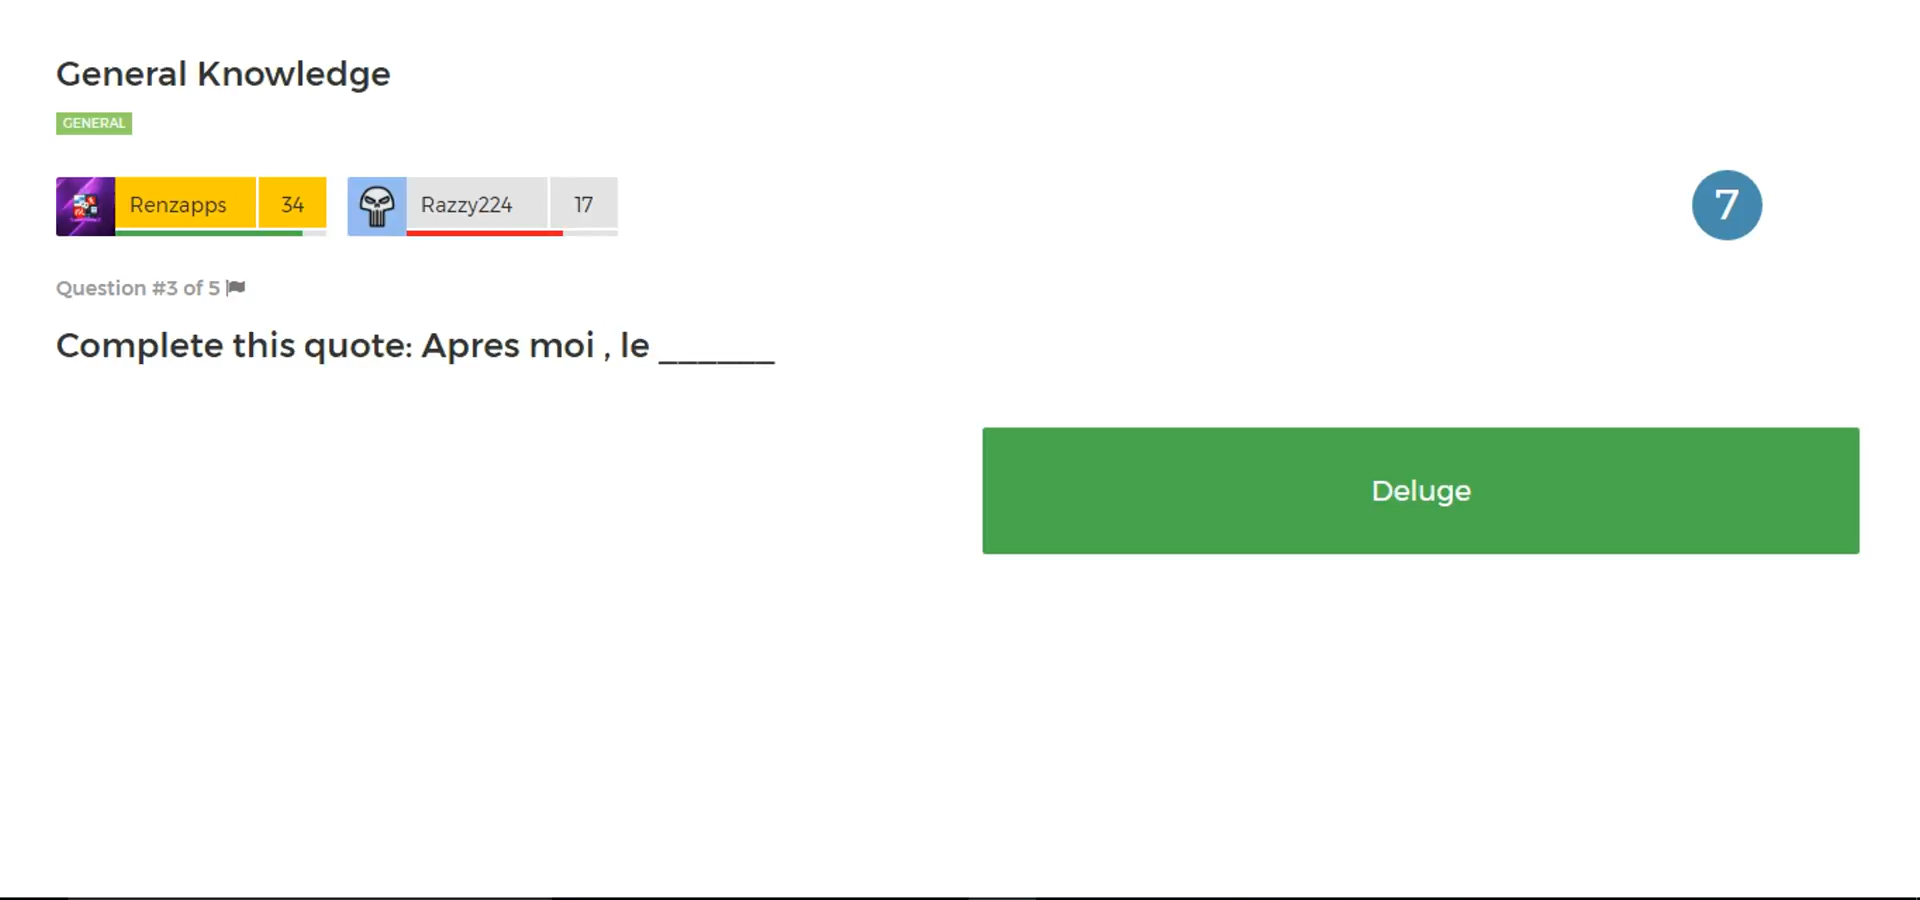 General Knowledge
GENERAL
Renzapps 34 Razzy224 17
7
Question #3 of 5
Complete this quote: Apres moi , le ______
Deluge